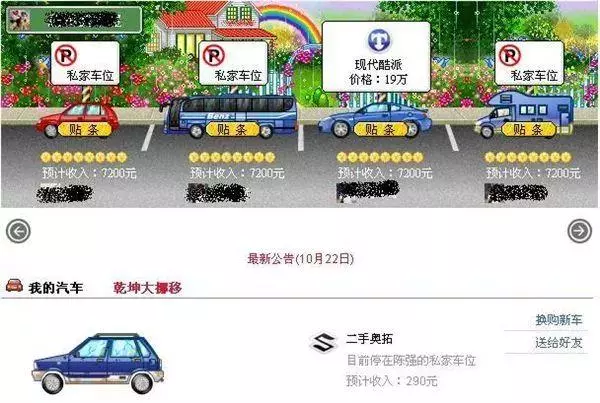 私家车位
私家车位
现代酷派
价格：19万
私家车位
贴 条
Benz
贴 条
贴 条
贴 条
预计收入：7200元
预计收入：7200元
预计收入：7200元
预计收入：7200元
最新公告(10月22日)
我的汽车
乾坤大挪移
换购新车
二手奥拓
送给好友
目前停在陈强的私家车位
预计收入：290元